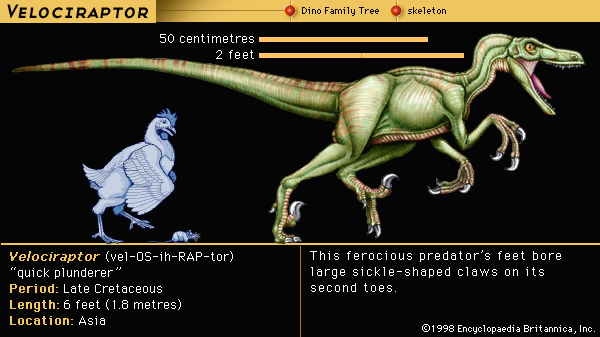 VELOCIRAPTOR
Dino Family Tree
skeleton
50 centimetres
2 feet
Velociraptor (vel-OS-ih-RAP-tor)
"quick plunderer"
Period: Late Cretaceous
Length: 6 feet (1.8 metres)
Location: Asia
This ferocious predator's feet bore
large sickle-shaped claws on its
second toes.
©1998 Encyclopaedia Britannica, Inc.